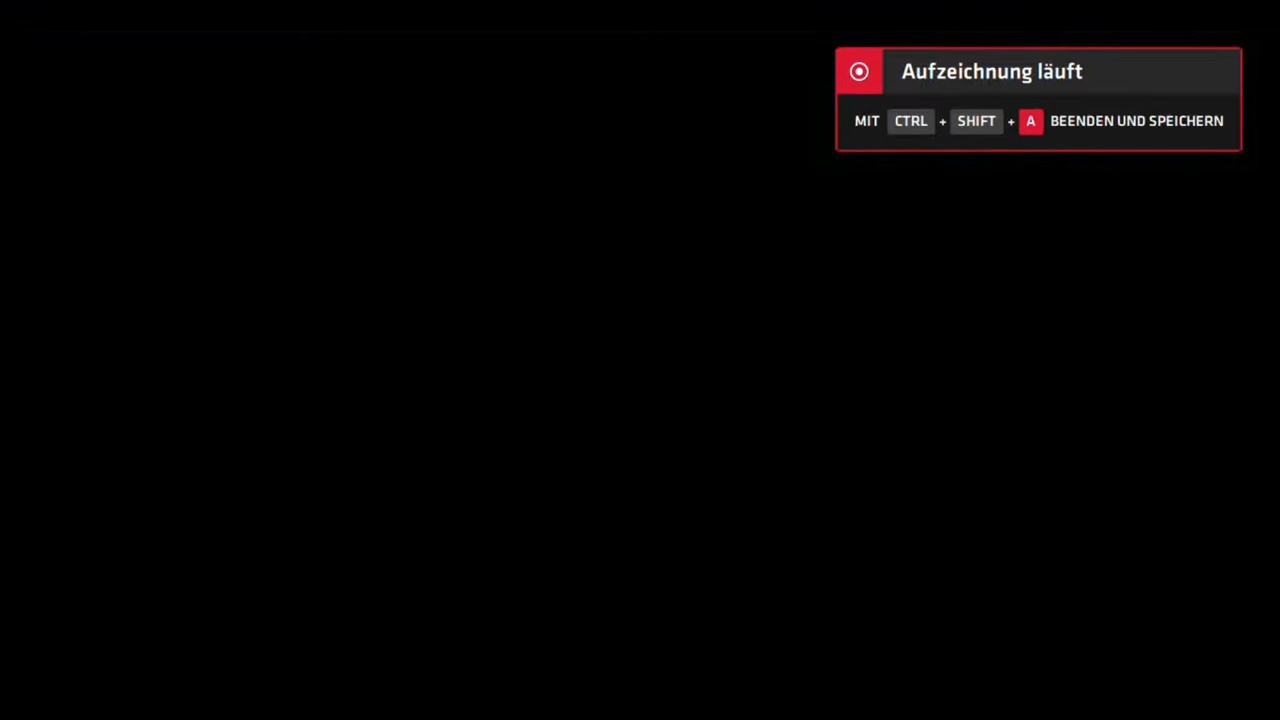 Aufzeichnung läuft
MIT CTRL + SHIFT + A BEENDEN UND SPEICHERN